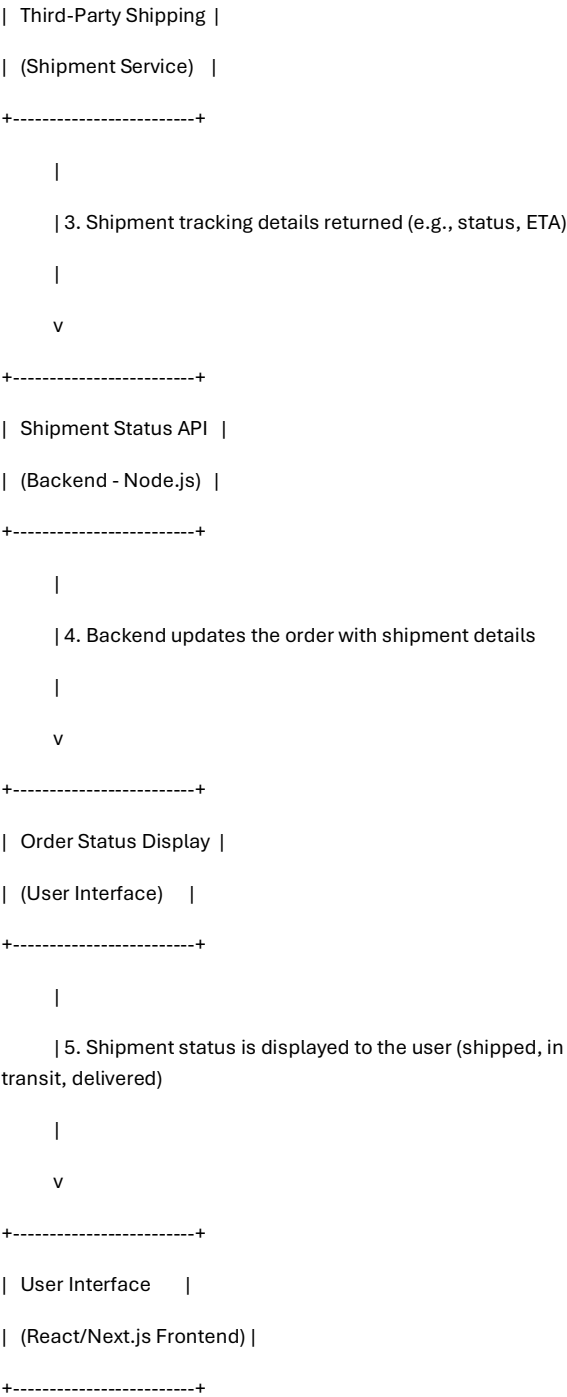 | Third-Party Shipping |
| (Shipment Service) |
+-------------------------+
|
| 3. Shipment tracking details returned (e.g., status, ETA)
|
v
+-------------------------+
| Shipment Status API |
| (Backend - Node.js) |
+-------------------------+
|
| 4. Backend updates the order with shipment details
|
v
+-------------------------+
| Order Status Display |
| (User Interface) |
+-------------------------+
|
| 5. Shipment status is displayed to the user (shipped, in
transit, delivered)
|
v
+-------------------------+
| User Interface |
| (React/Next.js Frontend) |
+-------------------------+